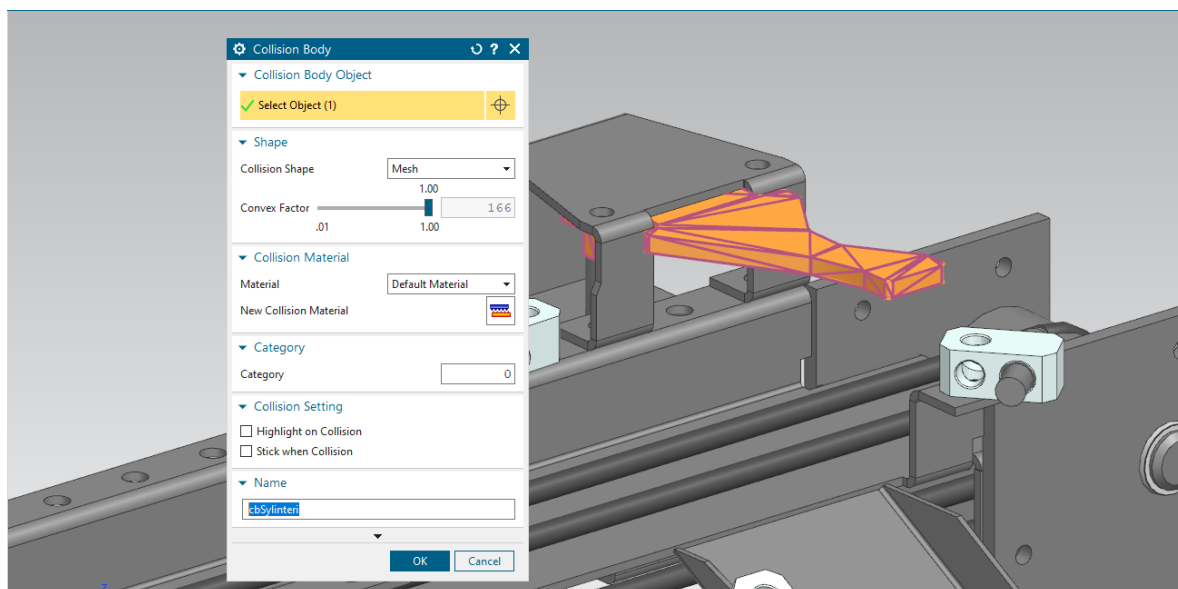 Collision Body
Collision Body Object
Select Object (1)
Shape
Collision Shape Mesh
1.00
Convex Factor 166
.01 1.00
Collision Material
Material Default Material
New Collision Material
Category
Category 0
Collision Setting
Highlight on Collision
Stick when Collision
Name
cbSylinteri
OK Cancel
Z